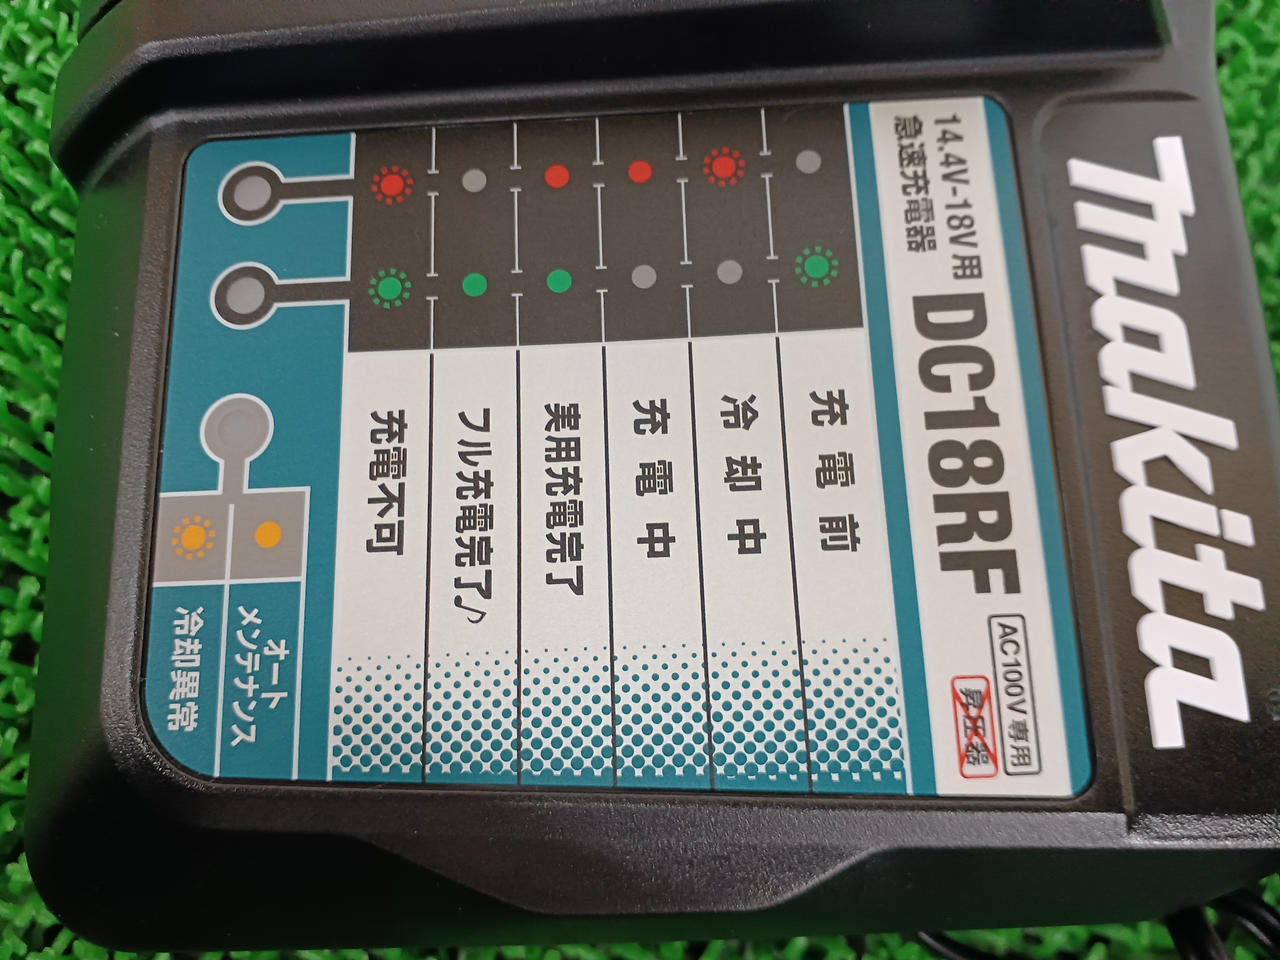 makita
14.4V-18V用
急速充電器
DC18RF
AC100V専用
昇圧器
充電前
冷却中
充電中
実用充電完了
フル充電完了♪
充電不可
オート
メンテナンス
冷却異常